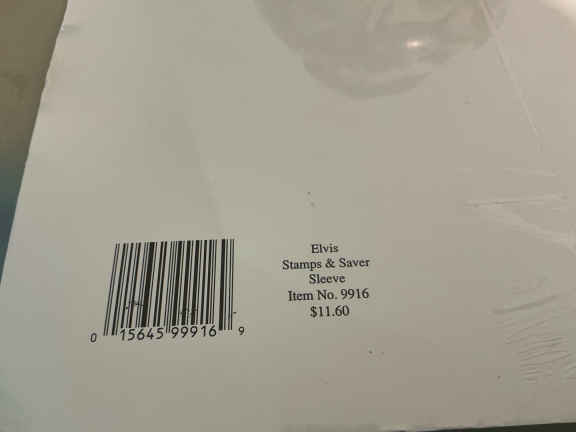 Elvis
Stamps & Saver
Sleeve
Item No. 9916
$11.60
0 15645 99916 9